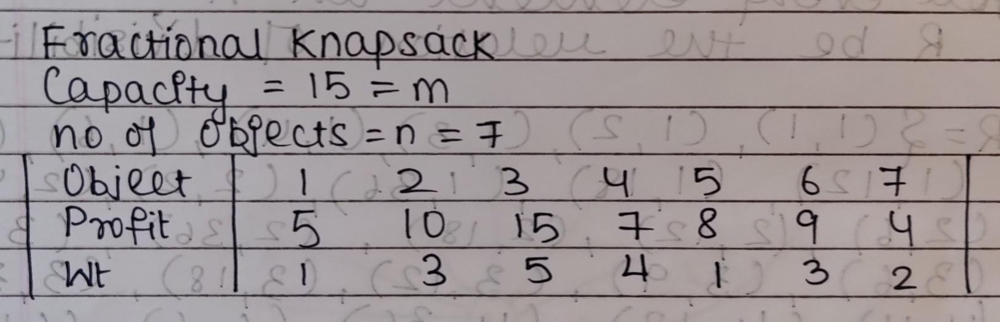 Fractional Knapsack
Capacity = 15 = m
no of objects = n = 7
Object 1 2 3 4 5 6 7
Profit 5 10 15 7 8 9 4
Wt 1 3 5 4 1 3 2